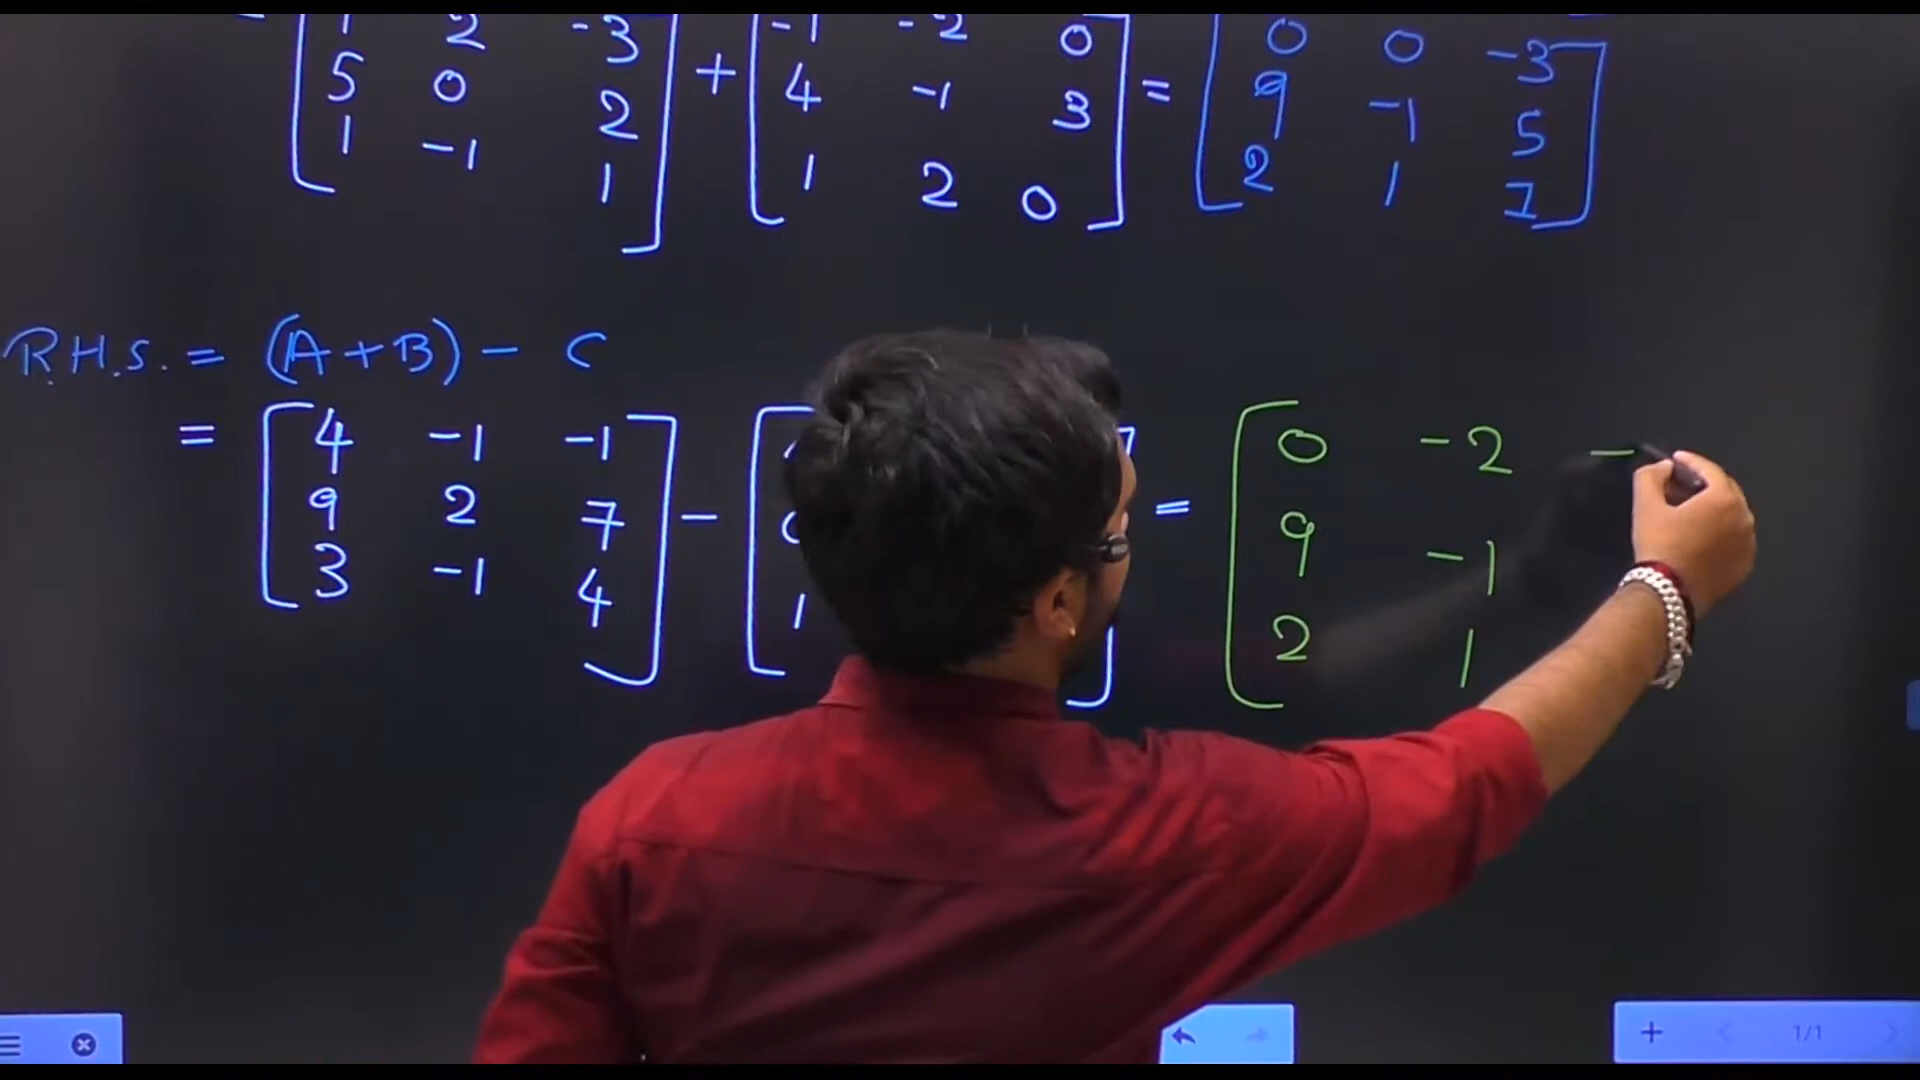 = [ 1 2 -3 ] + [ -1 -2 0 ] = [ 0 0 -3 ]
[ 5 0 2 ] [ 4 -1 3 ] [ 9 -1 5 ]
[ 1 -1 1 ] [ 1 2 0 ] [ 2 1 1 ]
R.H.S. = (A+B) - C
= [ 4 -1 -1 ] - [ ] = [ 0 -2 -
[ 9 2 7 ] [ ] [ 9 -1
[ 3 -1 4 ] [ 1 ] [ 2 1
1/1